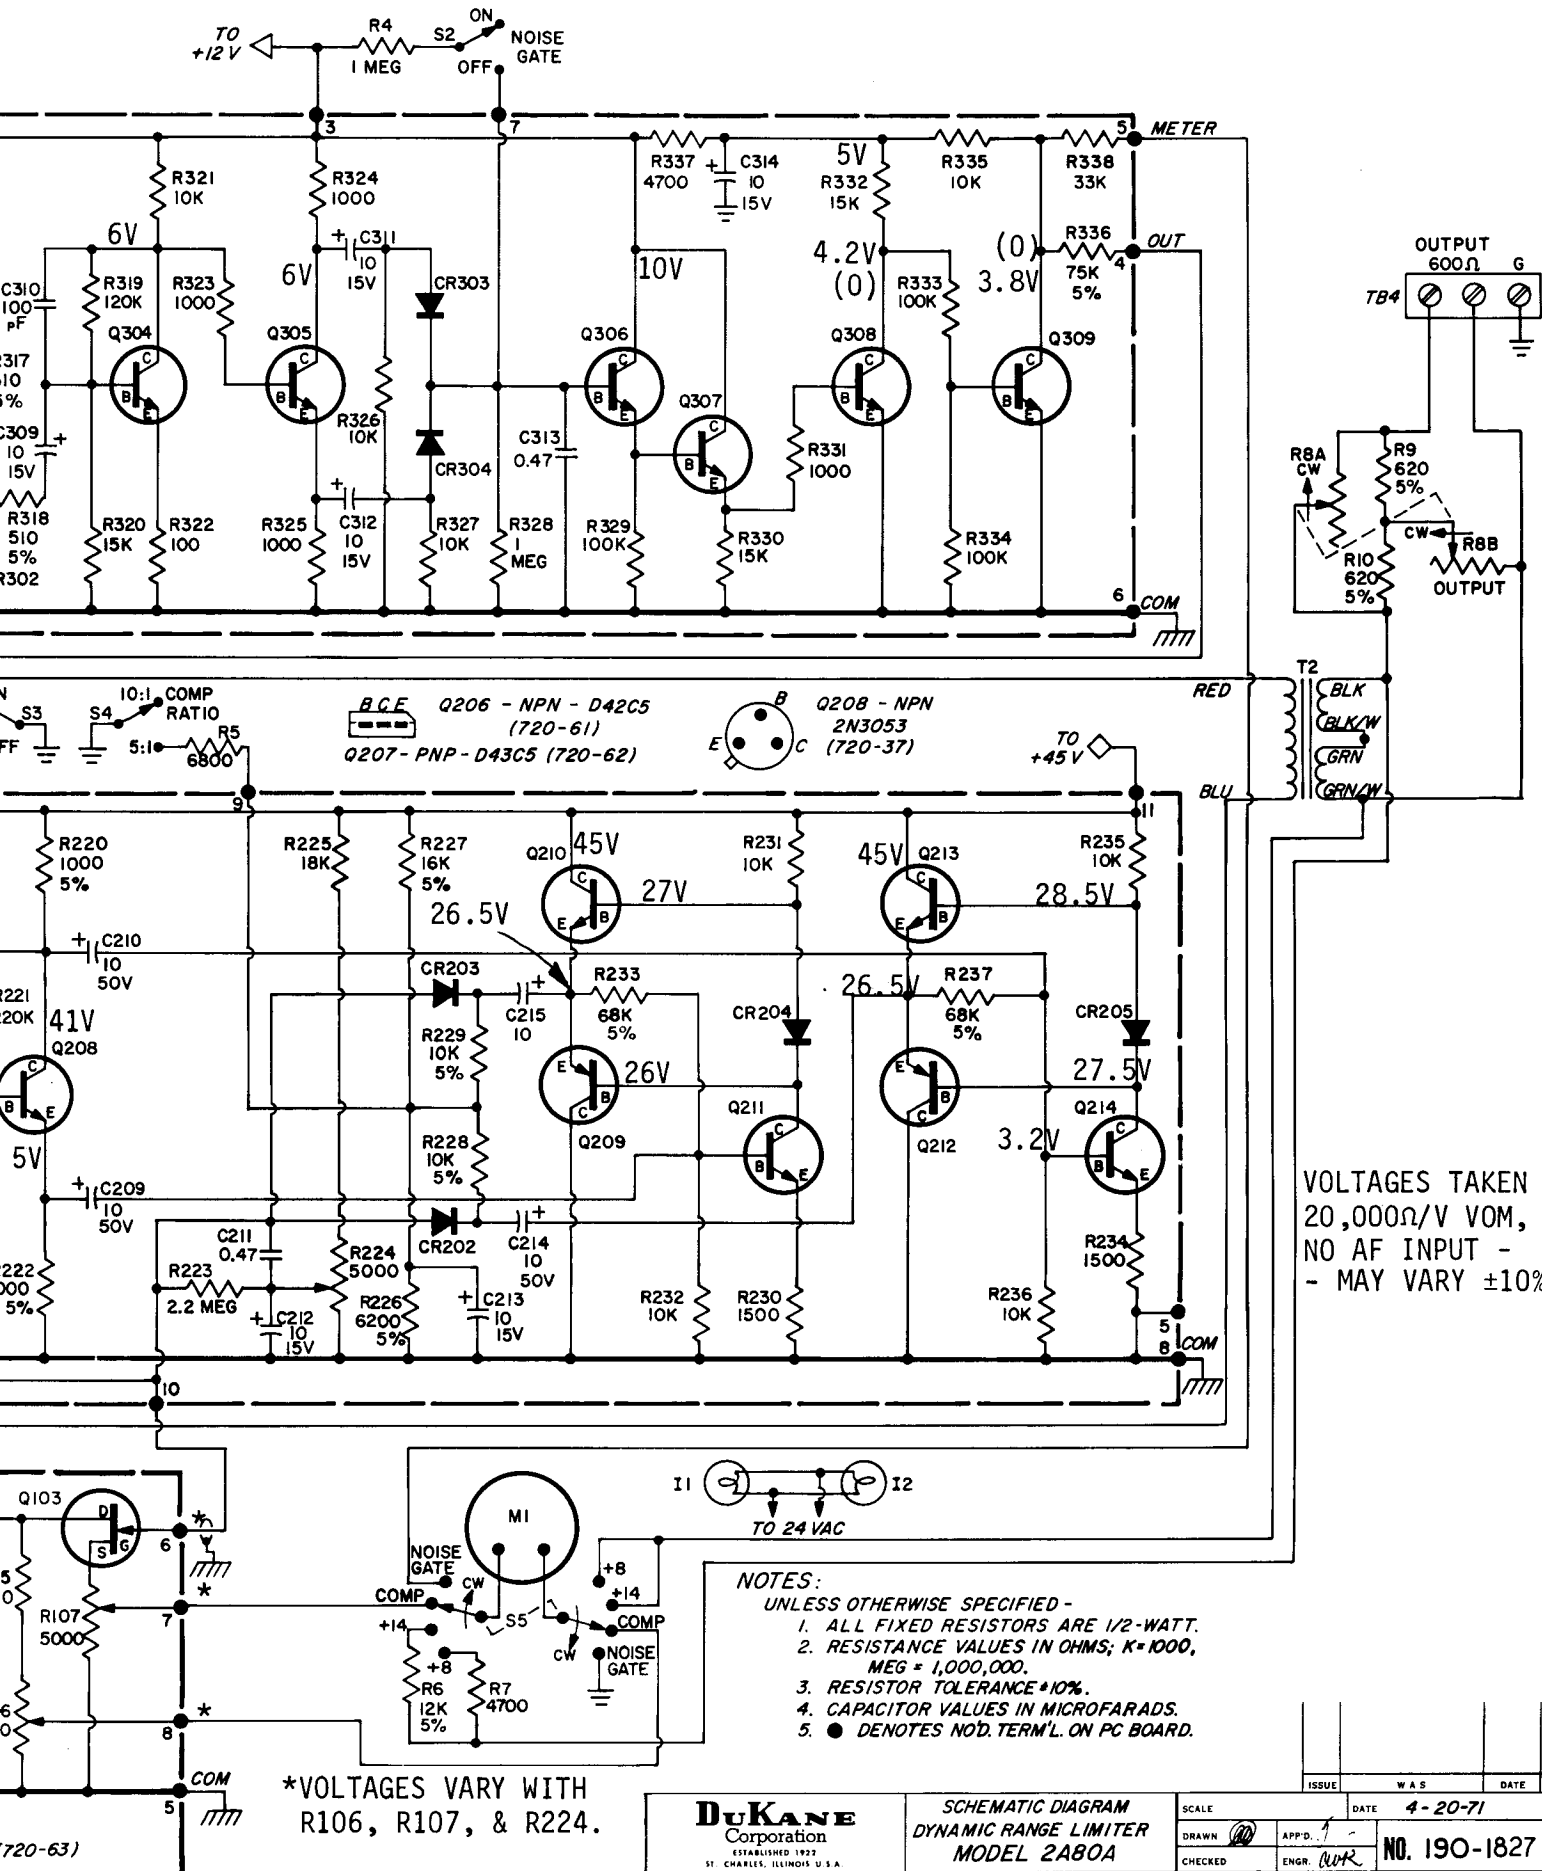 TO
+12V
R4
1 MEG
S2
ON
OFF
NOISE
GATE
3
7
5
METER
R321
10K
R324
1000
R337
4700
+
C314
10
15V
5V
R332
15K
R335
10K
R338
33K
6V
C310
100
pF
R319
120K
R323
1000
6V
+
C311
10
15V
CR303
10V
4.2V
(0)
R333
100K
(0)
3.8V
R336
75K
5%
4
OUT
OUTPUT
600Ω
G
TB4
Q304
C
B
E
Q305
C
B
E
Q306
C
B
E
Q307
C
B
E
Q308
C
B
E
Q309
C
B
E
C309
10
15V
+
R326
10K
CR304
C313
0.47
R331
1000
R8A
CW
R9
620
5%
R318
510
5%
R320
15K
R322
100
R325
1000
+
C312
10
15V
R327
10K
R328
1
MEG
R329
100K
R330
15K
R334
100K
R10
620
5%
CW
R8B
OUTPUT
6
COM
T2
RED
BLK
BLK/W
GRN
GRN/W
BLU
S3
S4
10:1
COMP
RATIO
5:1
R5
6800
B C E
Q206 - NPN - D42C5
(720-61)
Q207 - PNP - D43C5 (720-62)
B
E
C
Q208 - NPN
2N3053
(720-37)
TO
+45V
9
11
R220
1000
5%
R225
18K
R227
16K
5%
Q210
45V
C
E
B
27V
R231
10K
45V
Q213
C
E
B
28.5V
R235
10K
26.5V
+
C210
10
50V
CR203
+
C215
10
R233
68K
5%
CR204
26.5V
R237
68K
5%
CR205
41V
Q208
C
B
E
5V
R229
10K
5%
E
B
C
26V
Q209
Q211
C
B
E
E
B
C
Q212
27.5V
Q214
3.2V
C
B
E
R228
10K
5%
+
C209
10
50V
C211
0.47
CR202
+
C214
10
50V
R223
2.2 MEG
R224
5000
R226
6200
5%
+
C212
10
15V
+
C213
10
15V
R232
10K
R230
1500
R236
10K
R234
1500
5
8
COM
10
VOLTAGES TAKEN
20,000Ω/V VOM,
NO AF INPUT -
- MAY VARY ±10%
Q103
D
S
G
6
*
R107
5000
7
*
8
*
5
COM
M1
NOISE
GATE
COMP
+14
+8
CW
S5
CW
+8
+14
COMP
NOISE
GATE
R6
12K
5%
R7
4700
I1
I2
TO 24 VAC
NOTES:
UNLESS OTHERWISE SPECIFIED -
1. ALL FIXED RESISTORS ARE 1/2-WATT.
2. RESISTANCE VALUES IN OHMS; K=1000,
MEG = 1,000,000.
3. RESISTOR TOLERANCE ±10%.
4. CAPACITOR VALUES IN MICROFARADS.
5. ● DENOTES NO'D. TERM'L. ON PC BOARD.
*VOLTAGES VARY WITH
R106, R107, & R224.
DUKANE
Corporation
ESTABLISHED 1922
ST. CHARLES, ILLINOIS U.S.A.
SCHEMATIC DIAGRAM
DYNAMIC RANGE LIMITER
MODEL 2A80A
ISSUE
WAS
DATE
SCALE
DATE
4-20-71
DRAWN
APP'D.
CHECKED
ENGR.
NO. 190-1827
(720-63)